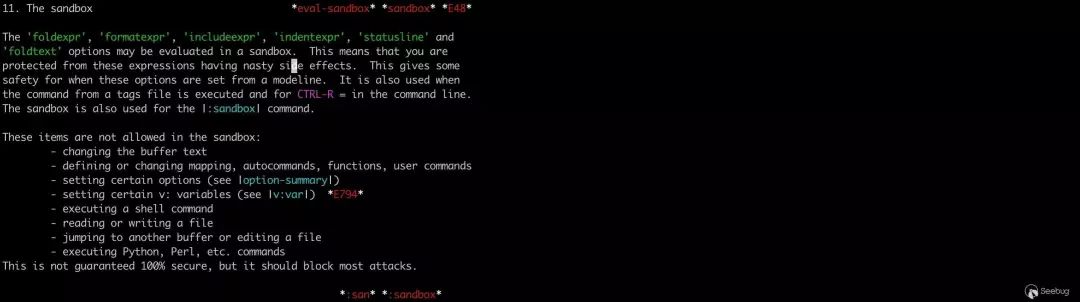 11. The sandbox *eval-sandbox* *sandbox* *E48*
The 'foldexpr', 'formatexpr', 'includeexpr', 'indentexpr', 'statusline' and
'foldtext' options may be evaluated in a sandbox. This means that you are
protected from these expressions having nasty side effects. This gives some
safety for when these options are set from a modeline. It is also used when
the command from a tags file is executed and for CTRL-R = in the command line.
The sandbox is also used for the |:sandbox| command.
These items are not allowed in the sandbox:
- changing the buffer text
- defining or changing mapping, autocommands, functions, user commands
- setting certain options (see |option-summary|)
- setting certain v: variables (see |v:var|) *E794*
- executing a shell command
- reading or writing a file
- jumping to another buffer or editing a file
- executing Python, Perl, etc. commands
This is not guaranteed 100% secure, but it should block most attacks.
*:san* *:sandbox*
Seebug